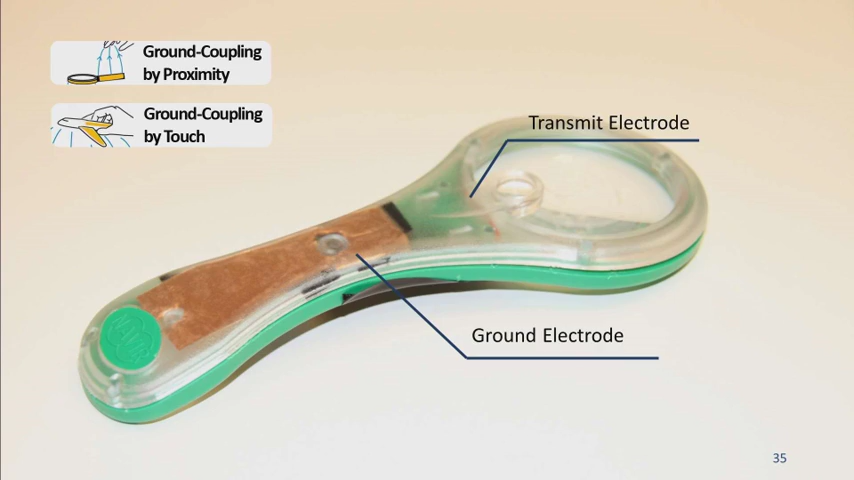 Ground-Coupling
by Proximity
Ground-Coupling
by Touch
Transmit Electrode
Ground Electrode
35